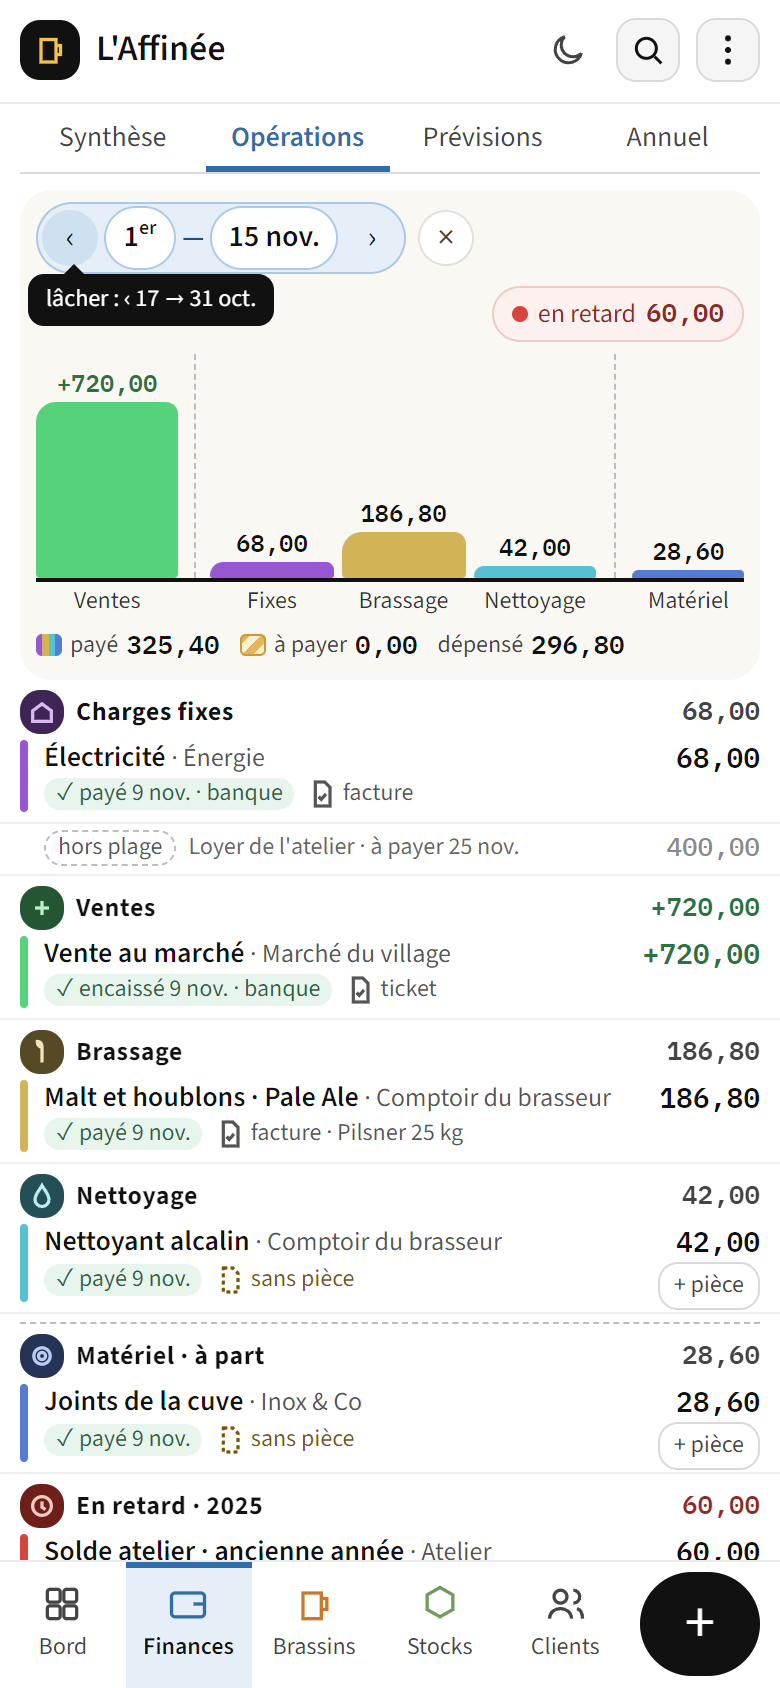 L'Affinée
Synthèse Opérations Prévisions Annuel
‹ 1er — 15 nov. › ×
lâcher : ‹ 17 → 31 oct.
en retard 60,00
+720,00
186,80
68,00 42,00 28,60
Ventes Fixes Brassage Nettoyage Matériel
payé 325,40 à payer 0,00 dépensé 296,80
Charges fixes 68,00
Électricité · Énergie 68,00
✓ payé 9 nov. · banque facture
hors plage Loyer de l'atelier · à payer 25 nov. 400,00
+ Ventes +720,00
Vente au marché · Marché du village +720,00
✓ encaissé 9 nov. · banque ticket
Brassage 186,80
Malt et houblons · Pale Ale · Comptoir du brasseur 186,80
✓ payé 9 nov. facture · Pilsner 25 kg
Nettoyage 42,00
Nettoyant alcalin · Comptoir du brasseur 42,00
✓ payé 9 nov. sans pièce + pièce
Matériel · à part 28,60
Joints de la cuve · Inox & Co 28,60
✓ payé 9 nov. sans pièce + pièce
En retard · 2025 60,00
Solde atelier · ancienne année · Atelier 60,00
Bord Finances Brassins Stocks Clients +